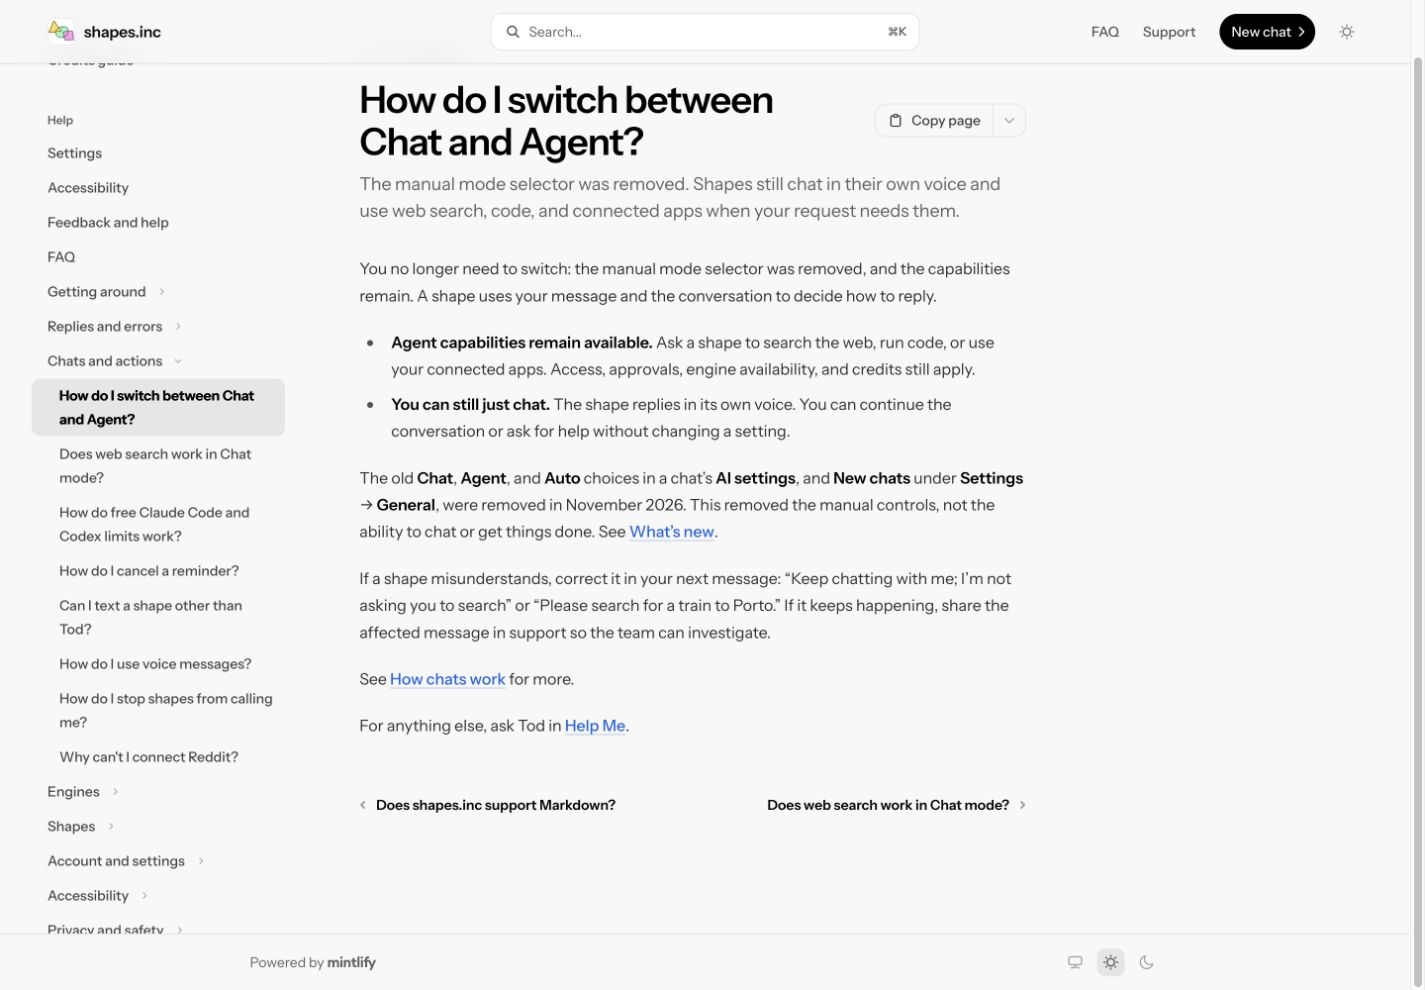 shapes.inc
Search...
⌘K
FAQ
Support
New chat
Credits guide
Help
Settings
Accessibility
Feedback and help
FAQ
Getting around
Replies and errors
Chats and actions
How do I switch between Chat
and Agent?
Does web search work in Chat
mode?
How do free Claude Code and
Codex limits work?
How do I cancel a reminder?
Can I text a shape other than
Tod?
How do I use voice messages?
How do I stop shapes from calling
me?
Why can't I connect Reddit?
Engines
Shapes
Account and settings
Accessibility
Privacy and safety
How do I switch between
Chat and Agent?
Copy page
The manual mode selector was removed. Shapes still chat in their own voice and
use web search, code, and connected apps when your request needs them.
You no longer need to switch: the manual mode selector was removed, and the capabilities
remain. A shape uses your message and the conversation to decide how to reply.
• Agent capabilities remain available. Ask a shape to search the web, run code, or use
your connected apps. Access, approvals, engine availability, and credits still apply.
• You can still just chat. The shape replies in its own voice. You can continue the
conversation or ask for help without changing a setting.
The old Chat, Agent, and Auto choices in a chat’s AI settings, and New chats under Settings
→ General, were removed in November 2026. This removed the manual controls, not the
ability to chat or get things done. See What’s new.
If a shape misunderstands, correct it in your next message: “Keep chatting with me; I’m not
asking you to search” or “Please search for a train to Porto.” If it keeps happening, share the
affected message in support so the team can investigate.
See How chats work for more.
For anything else, ask Tod in Help Me.
Does shapes.inc support Markdown?
Does web search work in Chat mode?
Powered by mintlify